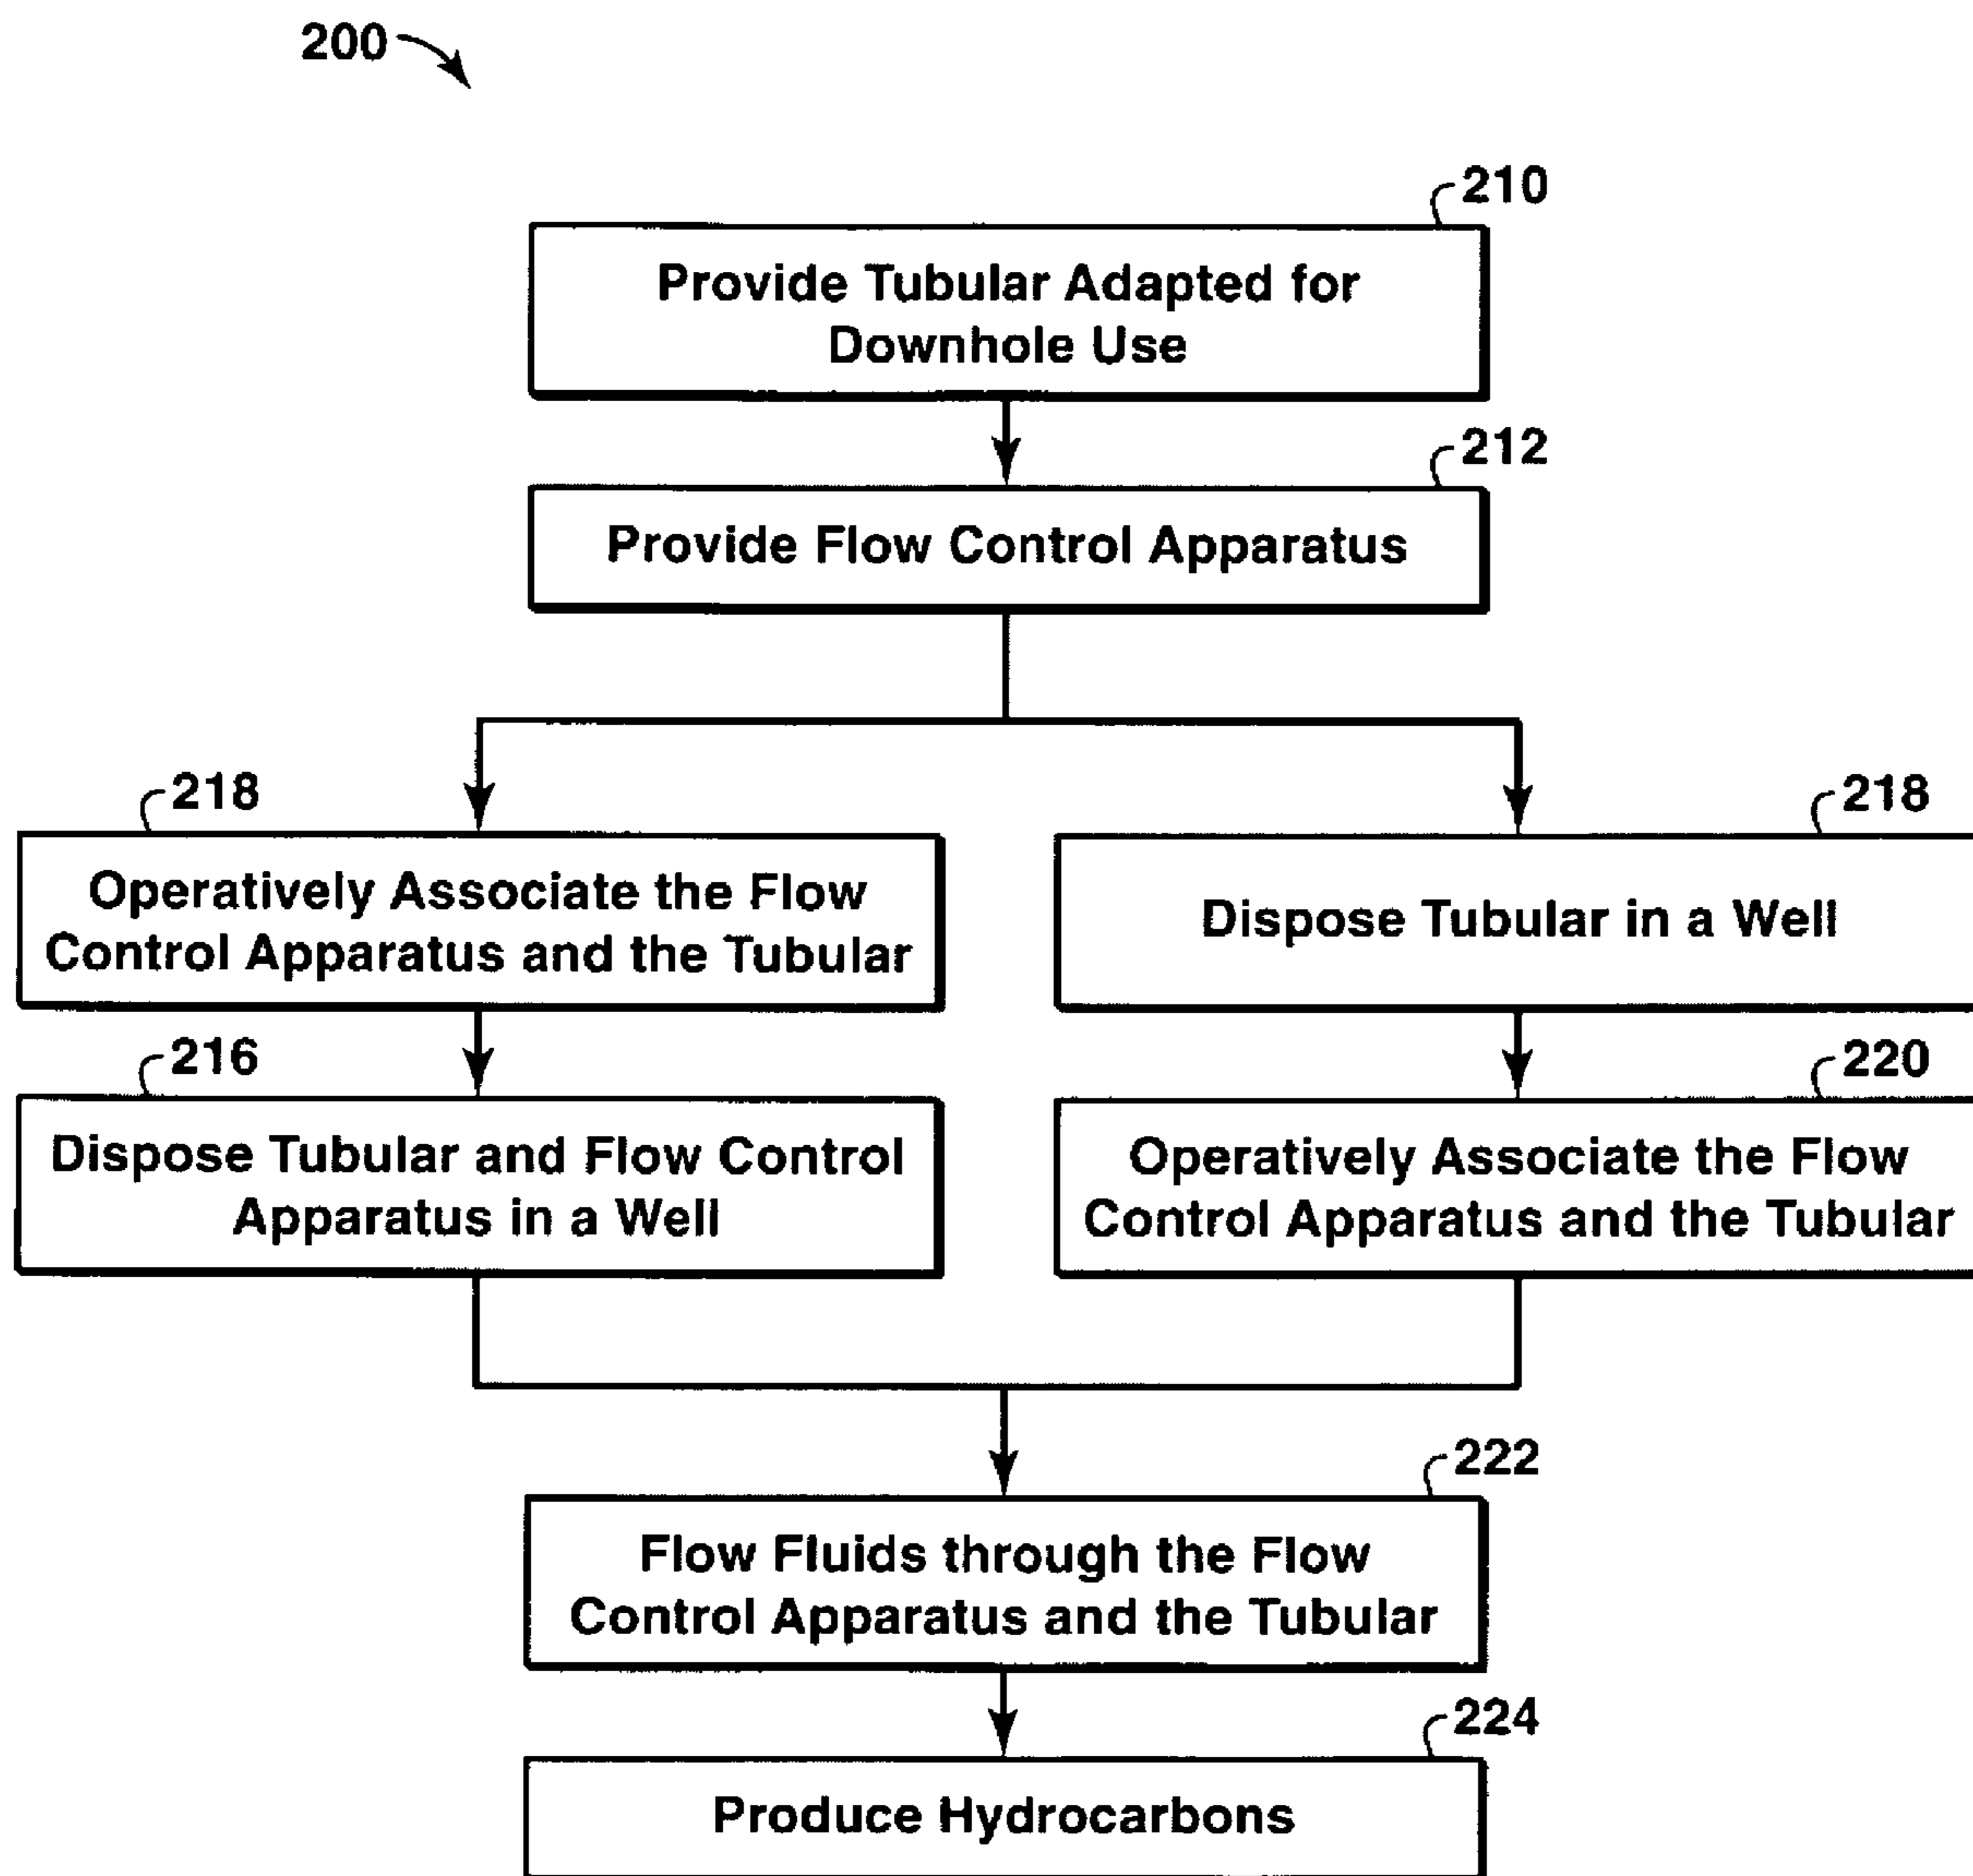 200
210
Provide Tubular Adapted for
Downhole Use
212
Provide Flow Control Apparatus
218
Operatively Associate the Flow
Control Apparatus and the Tubular
218
Dispose Tubular in a Well
216
Dispose Tubular and Flow Control
Apparatus in a Well
220
Operatively Associate the Flow
Control Apparatus and the Tubular
222
Flow Fluids through the Flow
Control Apparatus and the Tubular
224
Produce Hydrocarbons